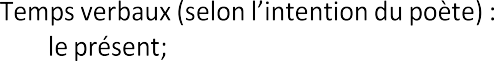 Temps verbaux (selon l’intention du poète) :
le présent;